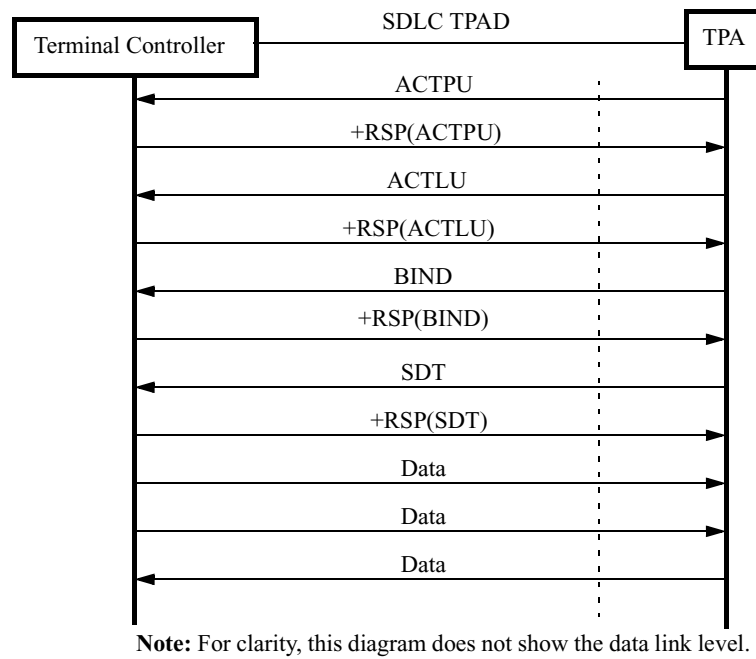 SDLC TPAD
Terminal Controller
TPA
ACTPU
+RSP(ACTPU)
ACTLU
+RSP(ACTLU)
BIND
+RSP(BIND)
SDT
+RSP(SDT)
Data
Data
Data
Note: For clarity, this diagram does not show the data link level.